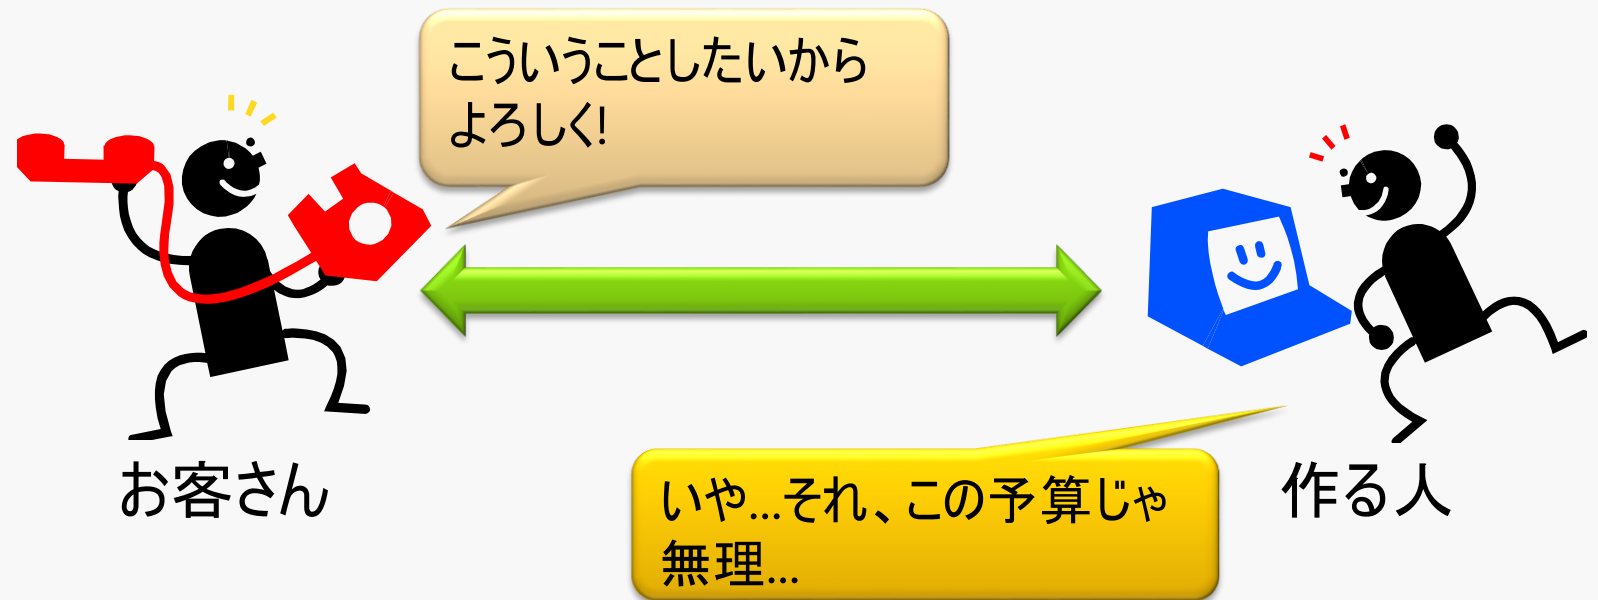 こういうことしたいから
よろしく!
お客さん
作る人
いや…それ、この予算じゃ
無理…